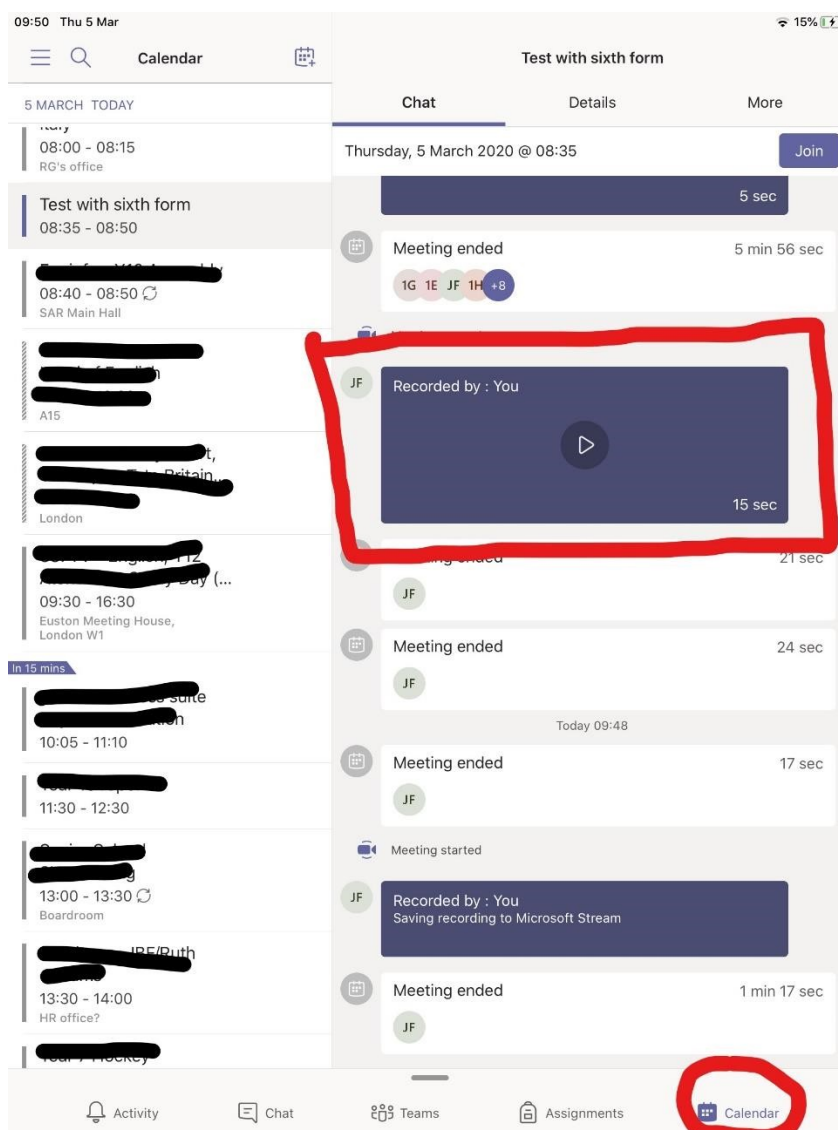 09:50 Thu 5 Mar
15%
Calendar
5 MARCH TODAY
08:00 - 08:15
RG's office
Test with sixth form
08:35 - 08:50
08:40 - 08:50
SAR Main Hall
A15
London
Day (...
09:30 - 16:30
Euston Meeting House,
London W1
In 15 mins
suite
10:05 - 11:10
11:30 - 12:30
13:00 - 13:30
Boardroom
13:30 - 14:00
HR office?
Test with sixth form
Chat
Details
More
Thursday, 5 March 2020 @ 08:35
Join
5 sec
Meeting ended
5 min 56 sec
1G 1E JF 1H +8
JF
Recorded by : You
15 sec
21 sec
JF
Meeting ended
24 sec
JF
Today 09:48
Meeting ended
17 sec
JF
Meeting started
JF
Recorded by : You
Saving recording to Microsoft Stream
Meeting ended
1 min 17 sec
JF
Activity
Chat
Teams
Assignments
Calendar